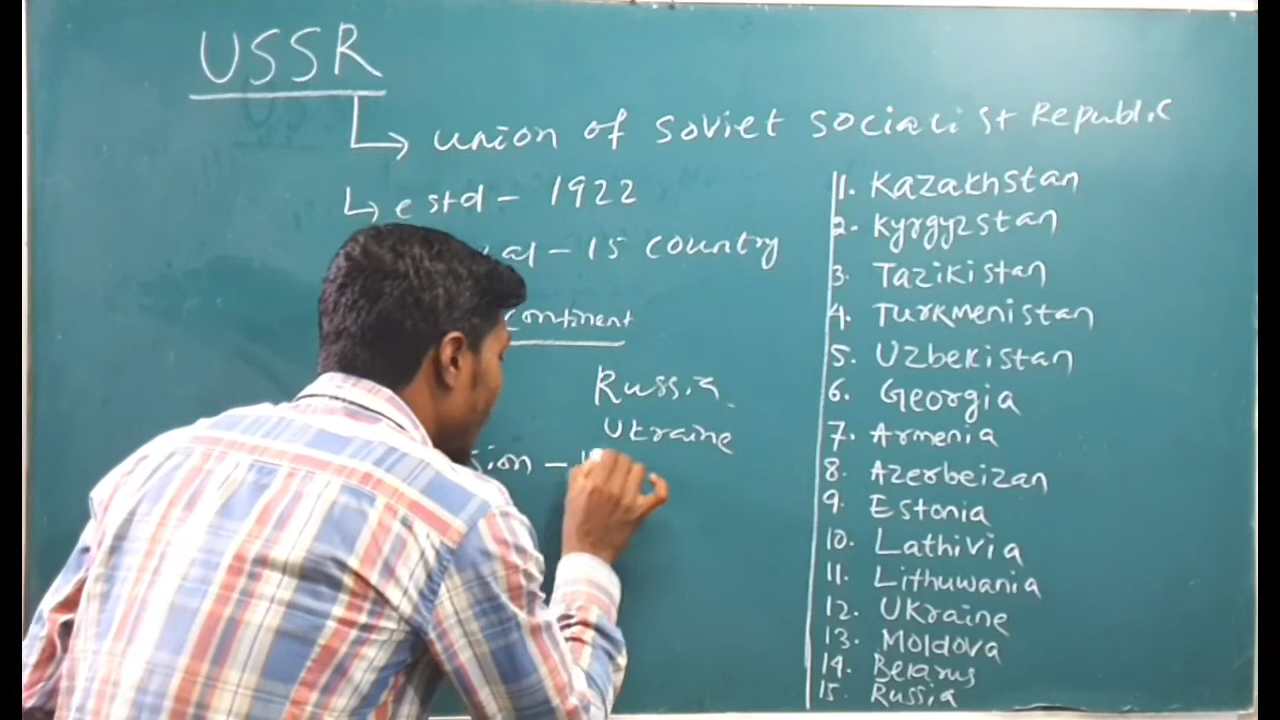 USSR
union of soviet socialist Republic
estd - 1922
- 15 country
continent
Russia
Ukraine
sion -
1. Kazakhstan
2. Kyrgyzstan
3. Tazikistan
4. Turkmenistan
5. Uzbekistan
6. Georgia
7. Armenia
8. Azerbeizan
9. Estonia
10. Lathivia
11. Lithuwania
12. Ukraine
13. Moldova
14. Belarus
15. Russia